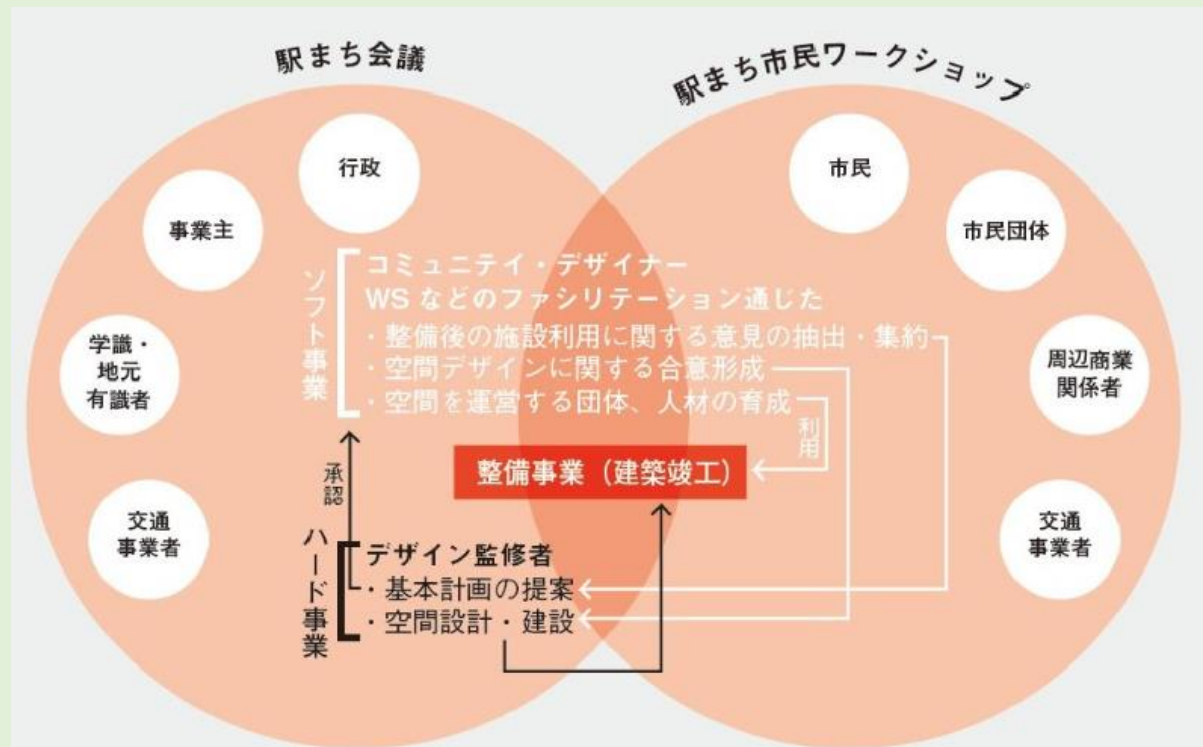 駅まち会議
駅まち市民ワークショップ
行政
事業主
学識・
地元
有識者
交通
事業者
市民
市民団体
周辺商業
関係者
交通
事業者
ソフト事業
コミュニテイ・デザイナー
WS などのファシリテーション通じた
・整備後の施設利用に関する意見の抽出・集約
・空間デザインに関する合意形成
・空間を運営する団体、人材の育成
利用
整備事業（建築竣工）
承認
ハード事業
デザイン監修者
・基本計画の提案
・空間設計・建設